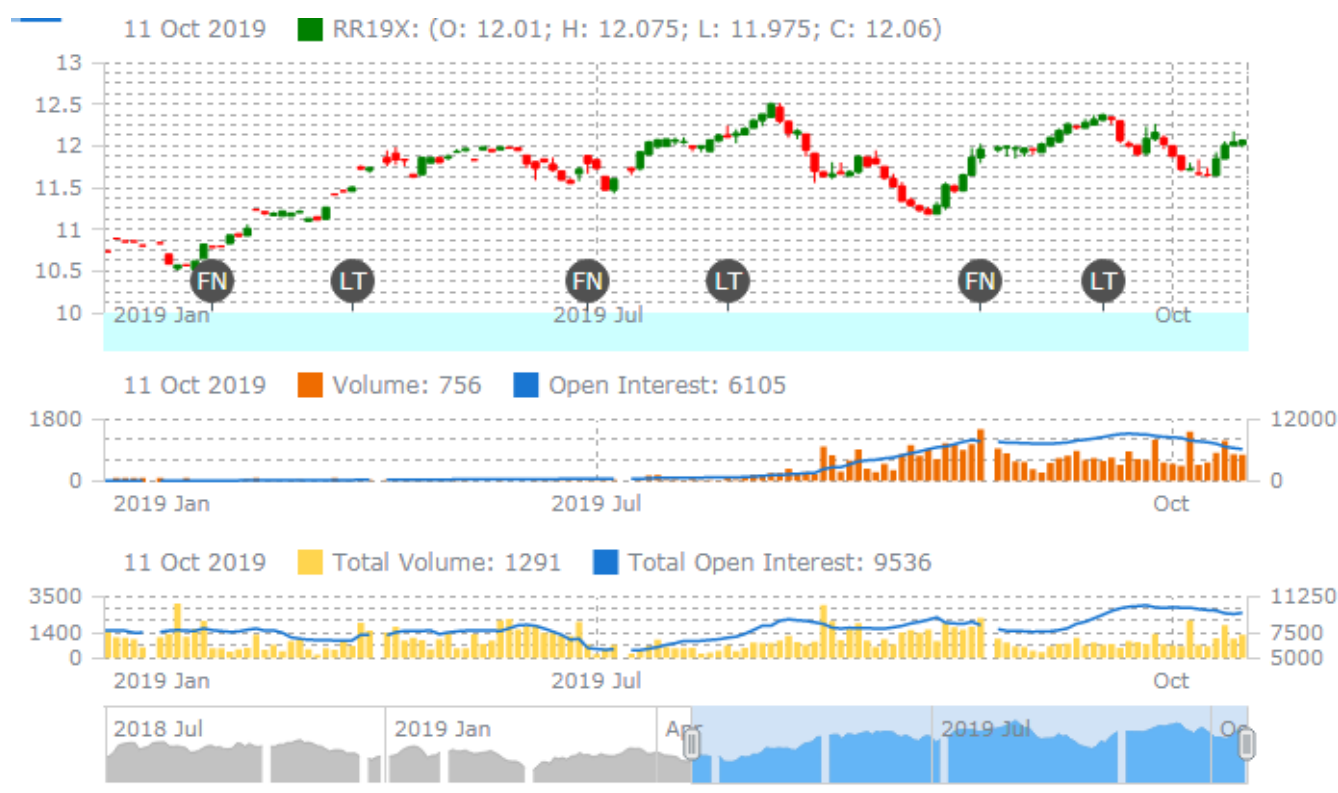 11 Oct 2019 RR19X: (O: 12.01; H: 12.075; L: 11.975; C: 12.06)
13
12.5
12
11.5
11
10.5
10
FN LT FN LT FN LT
2019 Jan 2019 Jul Oct
11 Oct 2019 Volume: 756 Open Interest: 6105
1800 12000
0 0
2019 Jan 2019 Jul Oct
11 Oct 2019 Total Volume: 1291 Total Open Interest: 9536
3500 11250
1400 7500
0 5000
2019 Jan 2019 Jul Oct
2018 Jul 2019 Jan Apr 2019 Jul Oc